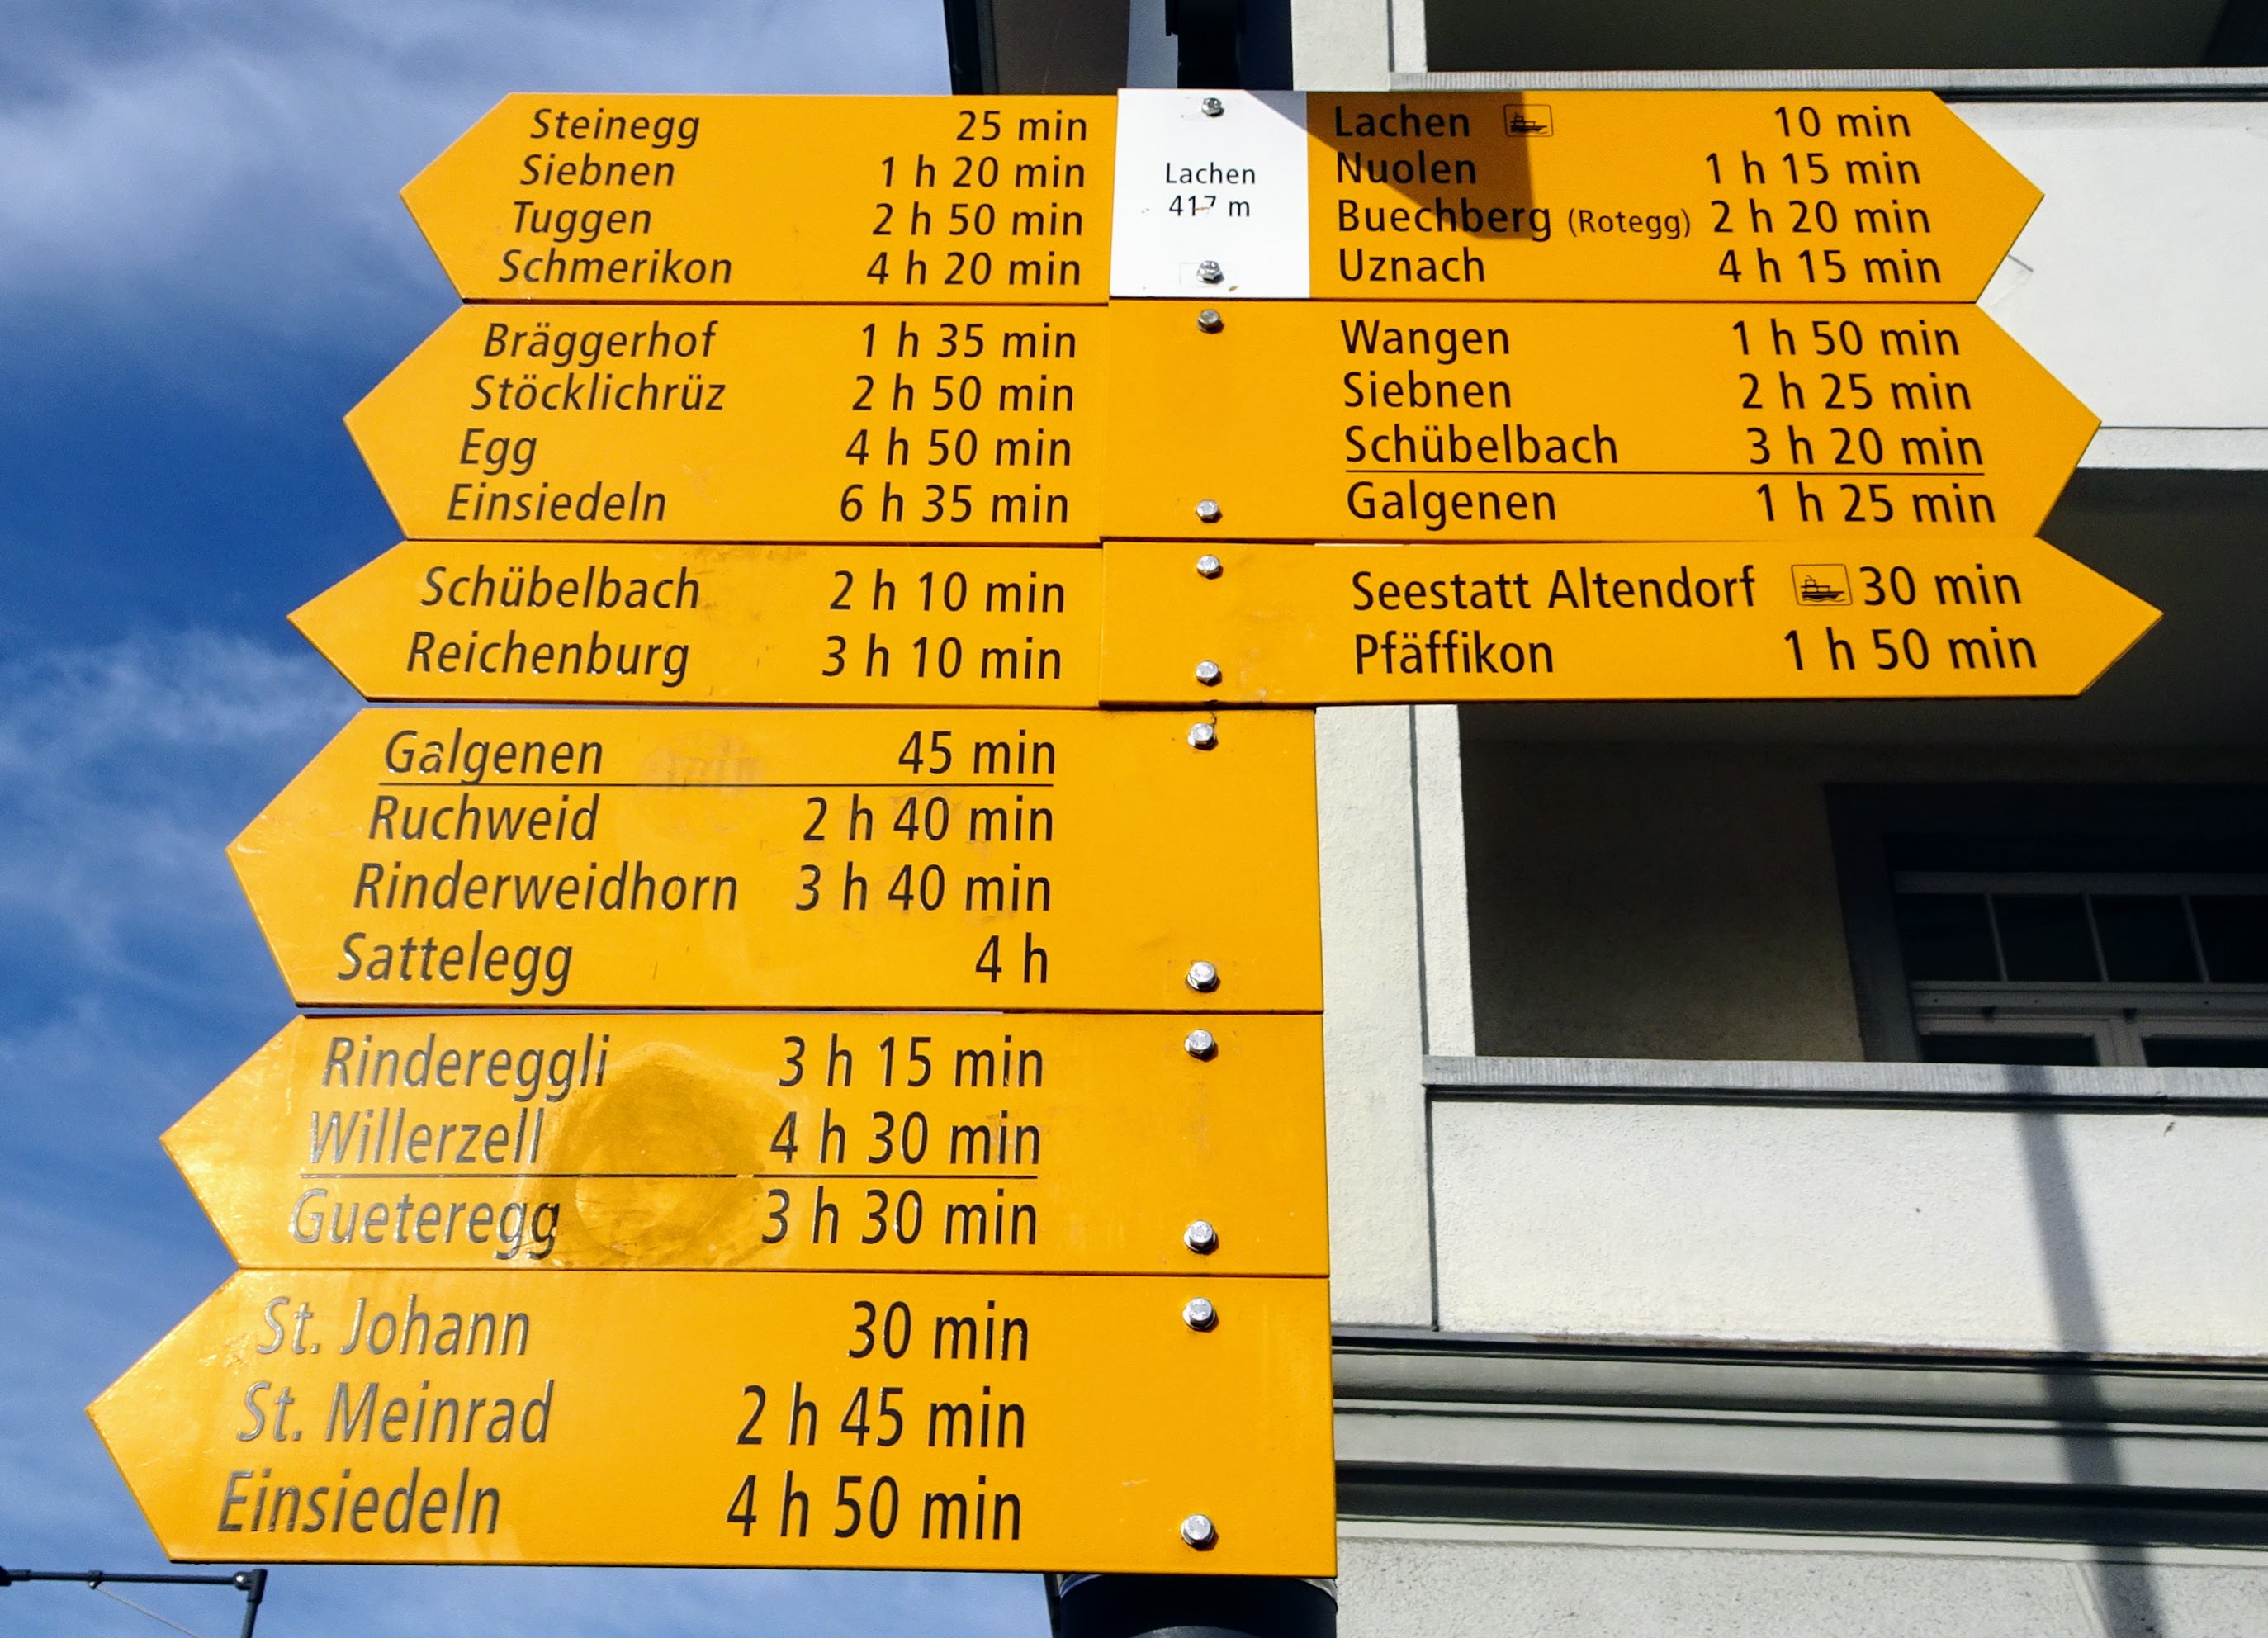 Steinegg 25 min
Siebnen 1 h 20 min
Tuggen 2 h 50 min
Schmerikon 4 h 20 min
Lachen
417 m
Lachen 10 min
Nuolen 1 h 15 min
Buechberg (Rotegg) 2 h 20 min
Uznach 4 h 15 min
Bräggerhof 1 h 35 min
Stöcklichrüz 2 h 50 min
Egg 4 h 50 min
Einsiedeln 6 h 35 min
Wangen 1 h 50 min
Siebnen 2 h 25 min
Schübelbach 3 h 20 min
Galgenen 1 h 25 min
Schübelbach 2 h 10 min
Reichenburg 3 h 10 min
Seestatt Altendorf 30 min
Pfäffikon 1 h 50 min
Galgenen 45 min
Ruchweid 2 h 40 min
Rinderweidhorn 3 h 40 min
Sattelegg 4 h
Rindereggli 3 h 15 min
Willerzell 4 h 30 min
Gueteregg 3 h 30 min
St. Johann 30 min
St. Meinrad 2 h 45 min
Einsiedeln 4 h 50 min